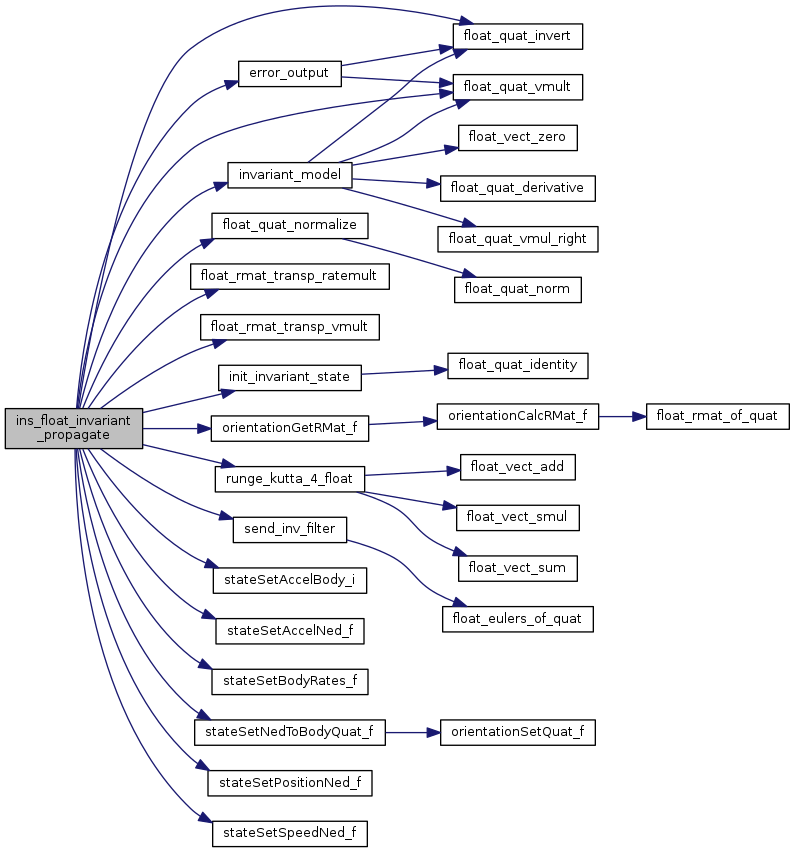 float_quat_invert
error_output
float_quat_vmult
float_vect_zero
invariant_model
float_quat_derivative
float_quat_normalize
float_quat_vmul_right
float_rmat_transp_ratemult
float_quat_norm
float_rmat_transp_vmult
init_invariant_state
float_quat_identity
ins_float_invariant
_propagate
orientationGetRMat_f
orientationCalcRMat_f
float_rmat_of_quat
runge_kutta_4_float
float_vect_add
float_vect_smul
send_inv_filter
float_vect_sum
stateSetAccelBody_i
float_eulers_of_quat
stateSetAccelNed_f
stateSetBodyRates_f
stateSetNedToBodyQuat_f
orientationSetQuat_f
stateSetPositionNed_f
stateSetSpeedNed_f